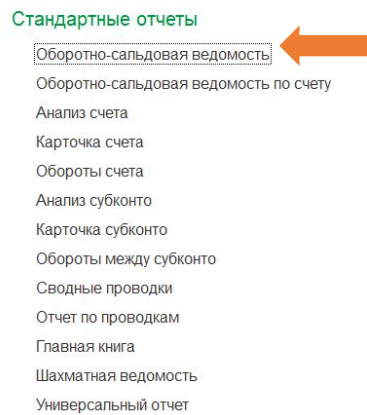 Стандартные отчеты
Оборотно-сальдовая ведомость
Оборотно-сальдовая ведомость по счету
Анализ счета
Карточка счета
Обороты счета
Анализ субконто
Карточка субконто
Обороты между субконто
Сводные проводки
Отчет по проводкам
Главная книга
Шахматная ведомость
Универсальный отчет